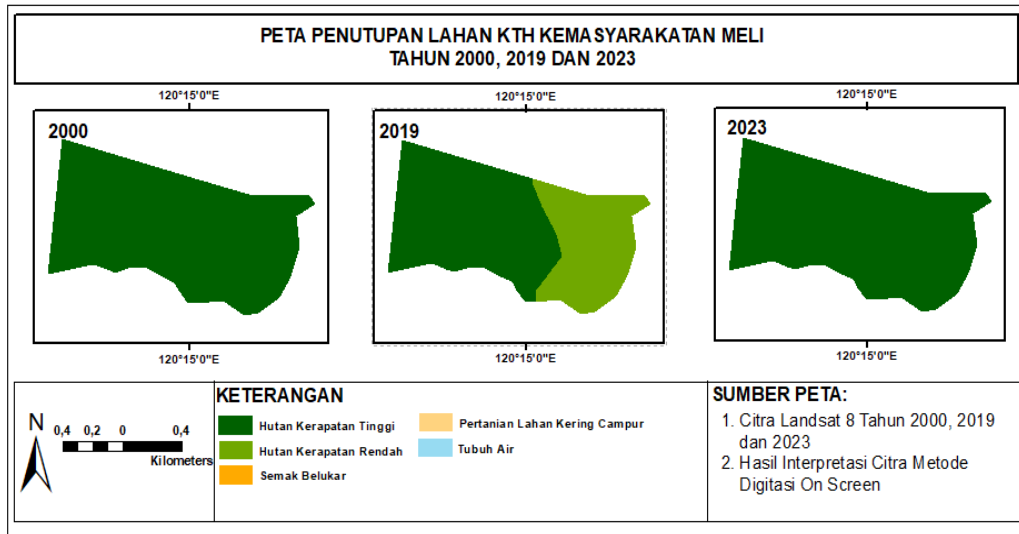 PETA PENUTUPAN LAHAN KTH KEMASYARAKATAN MELI
TAHUN 2000, 2019 DAN 2023
120°15'0"E
120°15'0"E
120°15'0"E
2000
2019
2023
120°15'0"E
120°15'0"E
120°15'0"E
N
0,4 0,2 0 0,4
Kilometers
KETERANGAN
Hutan Kerapatan Tinggi
Hutan Kerapatan Rendah
Semak Belukar
Pertanian Lahan Kering Campur
Tubuh Air
SUMBER PETA:
1. Citra Landsat 8 Tahun 2000, 2019
dan 2023
2. Hasil Interpretasi Citra Metode
Digitasi On Screen